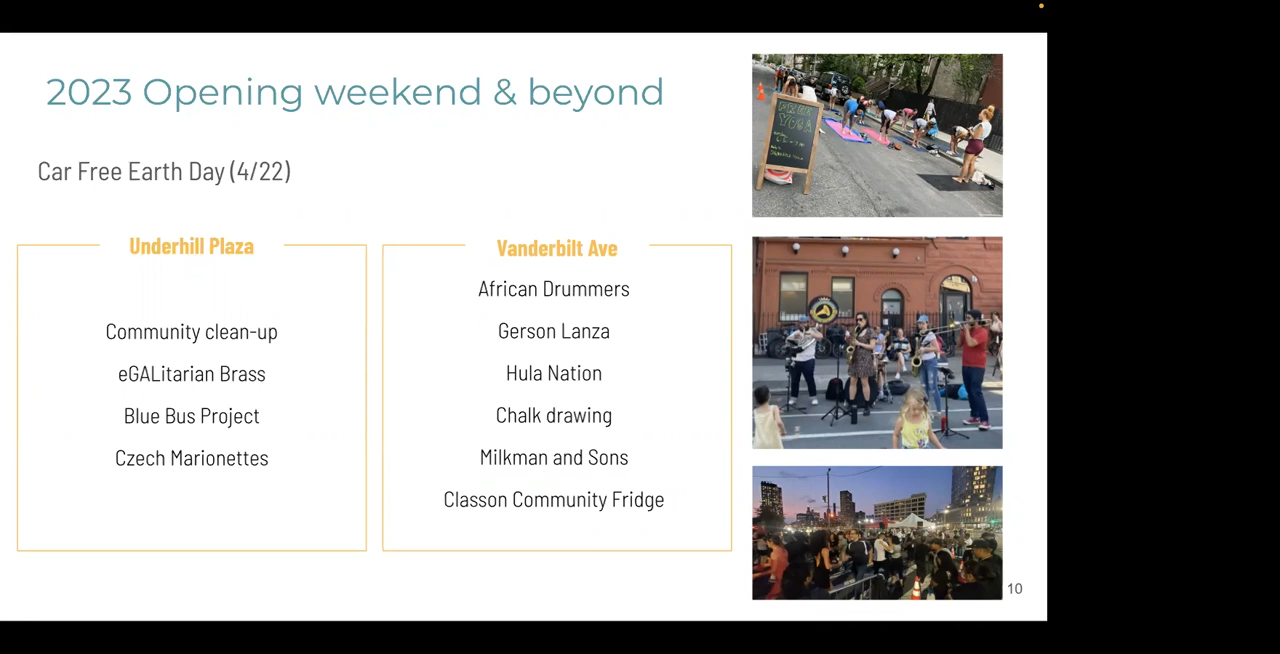 2023 Opening weekend & beyond
Car Free Earth Day (4/22)
Underhill Plaza
Community clean-up
eGALitarian Brass
Blue Bus Project
Czech Marionettes
Vanderbilt Ave
African Drummers
Gerson Lanza
Hula Nation
Chalk drawing
Milkman and Sons
Classon Community Fridge
YOGA
10